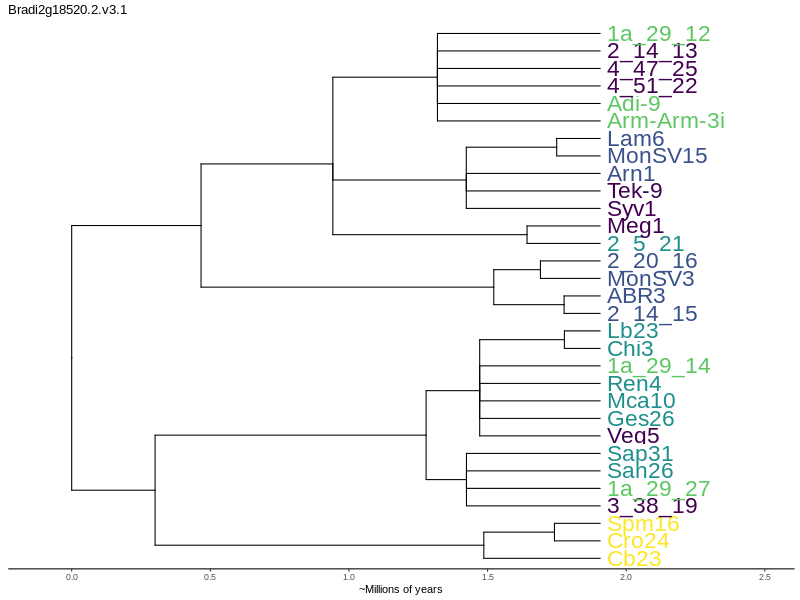 Bradi2g18520.2.v3.1
1a_29_12
2_14_13
4_47_25
4_51_22
Adi-9
Arm-Arm-3i
Lam6
MonSV15
Arn1
Tek-9
Syv1
Meg1
2_5_21
2_20_16
MonSV3
ABR3
2_14_15
Lb23
Chi3
1a_29_14
Ren4
Mca10
Ges26
Veg5
Sap31
Sah26
1a_29_27
3_38_19
Spm16
Cro24
Cb23
0.0 0.5 1.0 1.5 2.0 2.5
~Millions of years